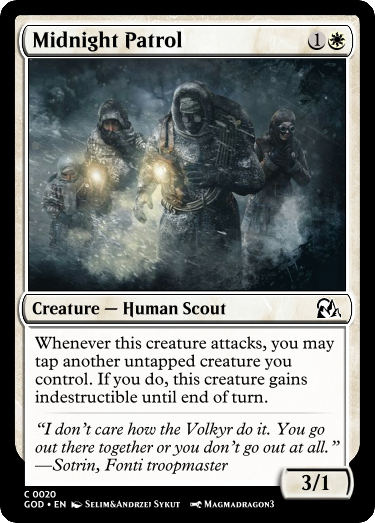 Midnight Patrol 1
Creature — Human Scout
Whenever this creature attacks, you may
tap another untapped creature you
control. If you do, this creature gains
indestructible until end of turn.
“I don’t care how the Volkyr do it. You go
out there together or you don’t go out at all.”
—Sotrin, Fonti troopmaster
3/1
C 0020
GOD • EN Selim&Andrzej Sykut Magmadragon3